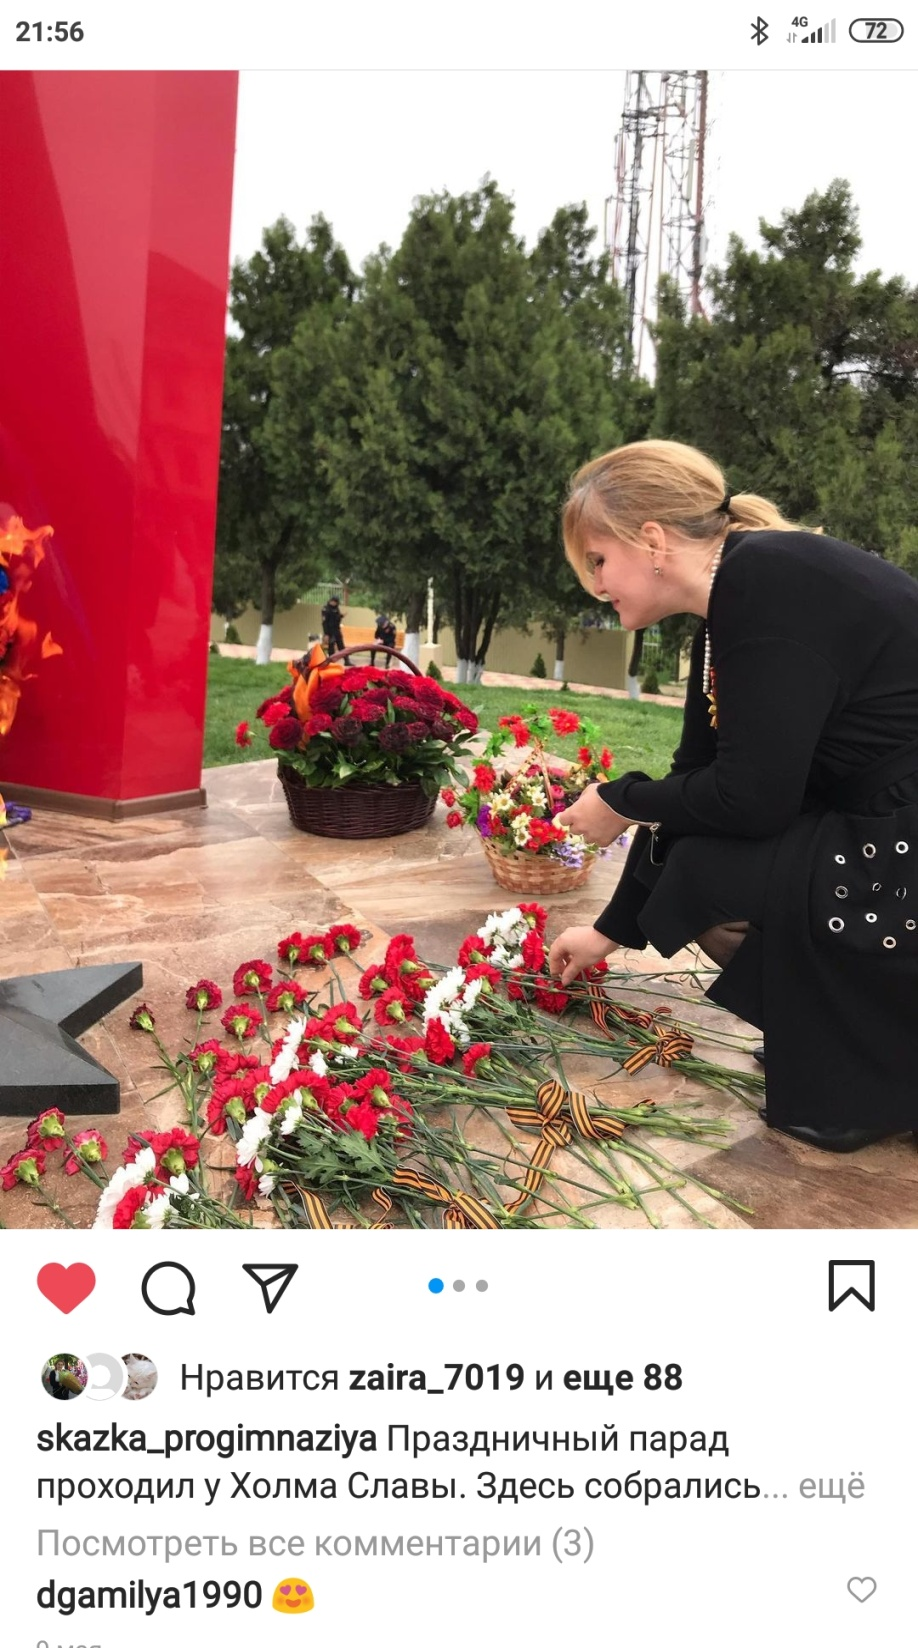 21:56
4G
72
Нравится zaira_7019 и еще 88
skazka_progimnaziya Праздничный парад
проходил у Холма Славы. Здесь собрались... ещё
Посмотреть все комментарии (3)
dgamilya1990 😍